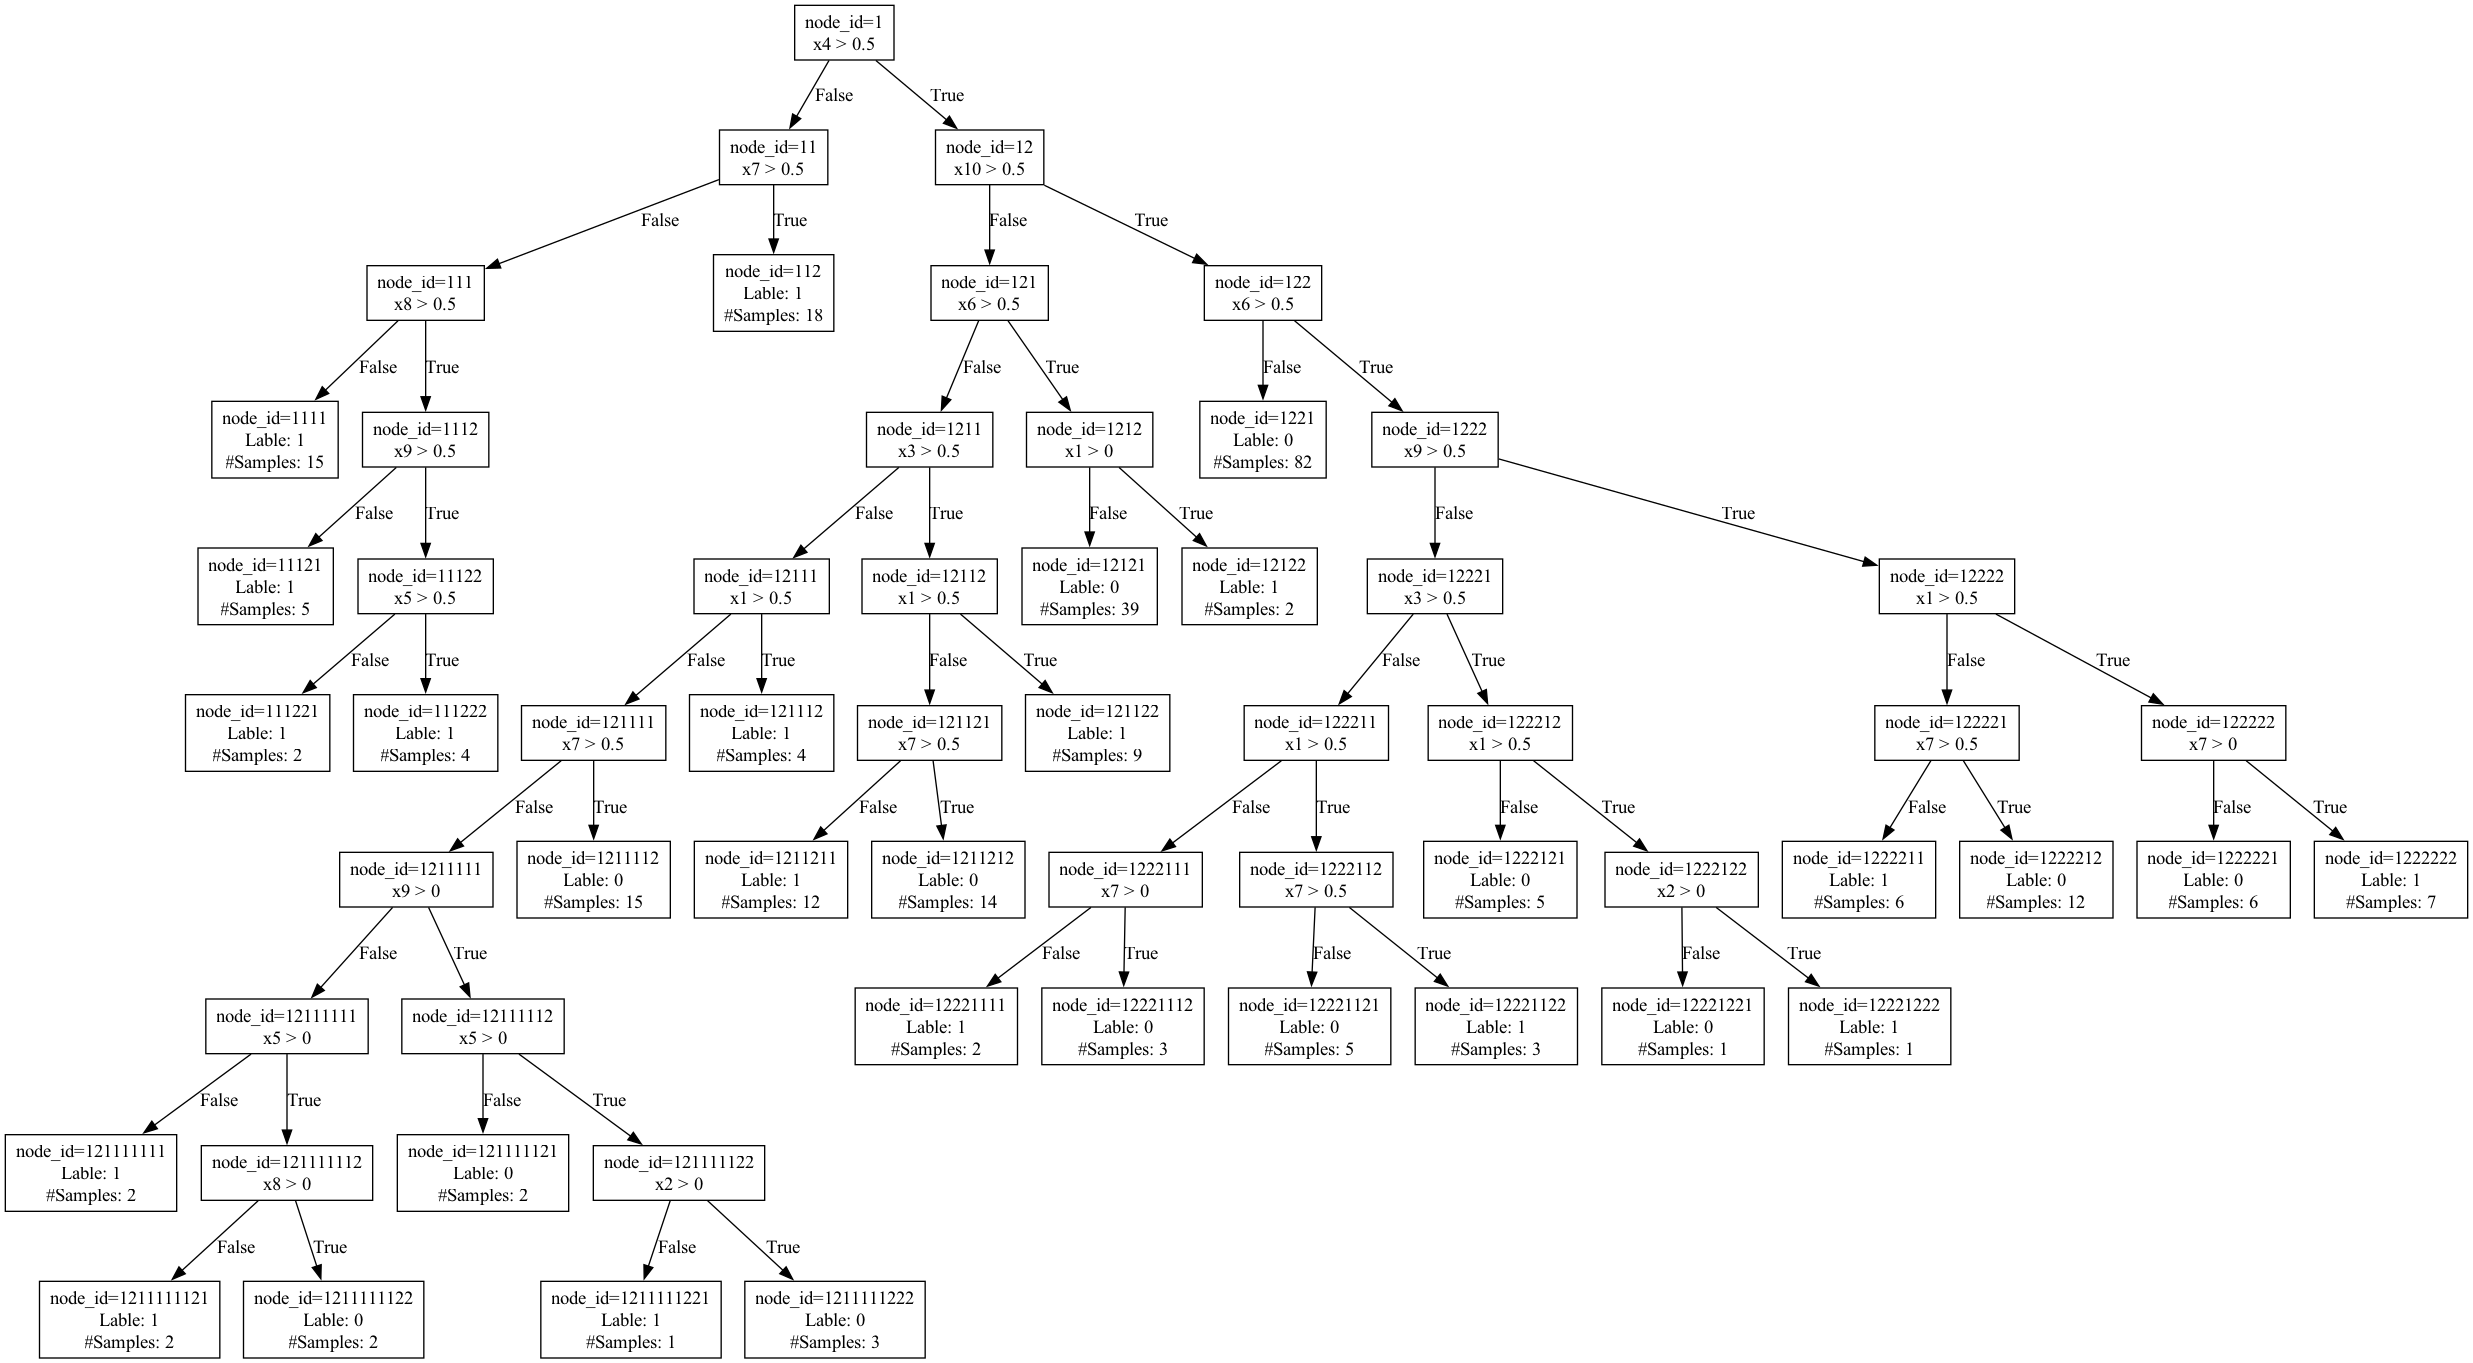 node_id=1
x4 > 0.5
False
True
node_id=11
x7 > 0.5
node_id=12
x10 > 0.5
False
True
False
True
node_id=111
x8 > 0.5
node_id=112
Lable: 1
#Samples: 18
node_id=121
x6 > 0.5
node_id=122
x6 > 0.5
False
True
False
True
False
True
node_id=1111
Lable: 1
#Samples: 15
node_id=1112
x9 > 0.5
node_id=1211
x3 > 0.5
node_id=1212
x1 > 0
node_id=1221
Lable: 0
#Samples: 82
node_id=1222
x9 > 0.5
False
True
False
True
False
True
False
True
node_id=11121
Lable: 1
#Samples: 5
node_id=11122
x5 > 0.5
node_id=12111
x1 > 0.5
node_id=12112
x1 > 0.5
node_id=12121
Lable: 0
#Samples: 39
node_id=12122
Lable: 1
#Samples: 2
node_id=12221
x3 > 0.5
node_id=12222
x1 > 0.5
False
True
False
True
False
True
False
True
False
True
node_id=111221
Lable: 1
#Samples: 2
node_id=111222
Lable: 1
#Samples: 4
node_id=121111
x7 > 0.5
node_id=121112
Lable: 1
#Samples: 4
node_id=121121
x7 > 0.5
node_id=121122
Lable: 1
#Samples: 9
node_id=122211
x1 > 0.5
node_id=122212
x1 > 0.5
node_id=122221
x7 > 0.5
node_id=122222
x7 > 0
False
True
False
True
False
True
False
True
False
True
False
True
node_id=1211111
x9 > 0
node_id=1211112
Lable: 0
#Samples: 15
node_id=1211211
Lable: 1
#Samples: 12
node_id=1211212
Lable: 0
#Samples: 14
node_id=1222111
x7 > 0
node_id=1222112
x7 > 0.5
node_id=1222121
Lable: 0
#Samples: 5
node_id=1222122
x2 > 0
node_id=1222211
Lable: 1
#Samples: 6
node_id=1222212
Lable: 0
#Samples: 12
node_id=1222221
Lable: 0
#Samples: 6
node_id=1222222
Lable: 1
#Samples: 7
False
True
False
True
False
True
False
True
node_id=12111111
x5 > 0
node_id=12111112
x5 > 0
node_id=12221111
Lable: 1
#Samples: 2
node_id=12221112
Lable: 0
#Samples: 3
node_id=12221121
Lable: 0
#Samples: 5
node_id=12221122
Lable: 1
#Samples: 3
node_id=12221221
Lable: 0
#Samples: 1
node_id=12221222
Lable: 1
#Samples: 1
False
True
False
True
node_id=121111111
Lable: 1
#Samples: 2
node_id=121111112
x8 > 0
node_id=121111121
Lable: 0
#Samples: 2
node_id=121111122
x2 > 0
False
True
False
True
node_id=1211111121
Lable: 1
#Samples: 2
node_id=1211111122
Lable: 0
#Samples: 2
node_id=1211111221
Lable: 1
#Samples: 1
node_id=1211111222
Lable: 0
#Samples: 3